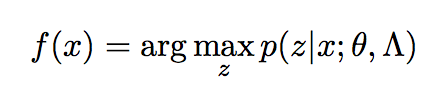 f(x) = arg max_z p(z|x; θ, Λ)